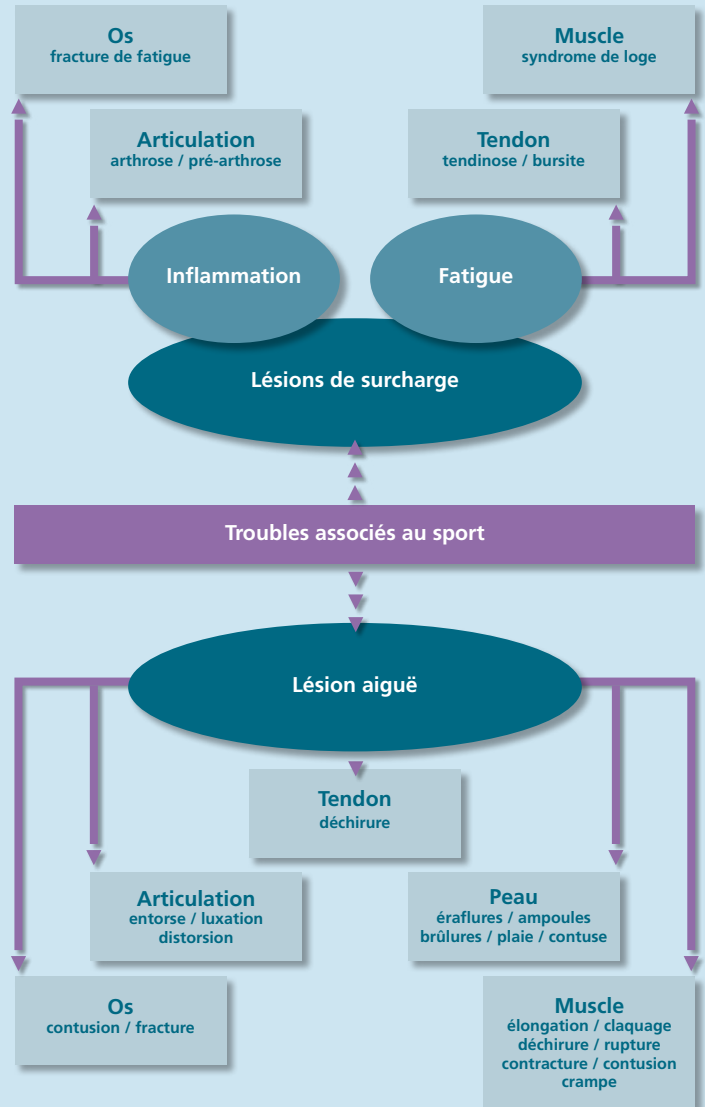 Os
fracture de fatigue
Muscle
syndrome de loge
Articulation
arthrose / pré-arthrose
Tendon
tendinose / bursite
Inflammation
Fatigue
Lésions de surcharge
Troubles associés au sport
Lésion aiguë
Tendon
déchirure
Articulation
entorse / luxation
distorsion
Peau
éraflures / ampoules
brûlures / plaie / contuse
Os
contusion / fracture
Muscle
élongation / claquage
déchirure / rupture
contracture / contusion
crampe